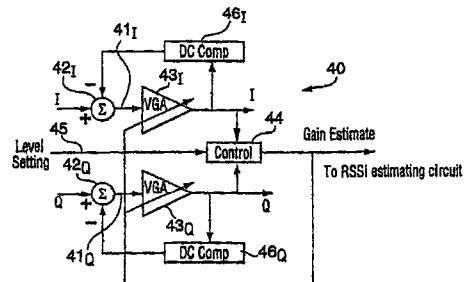 46I
41I
DC Comp
42I
43I
40
I
Σ
VGA
I
44
Gain Estimate
45
Level Setting
Control
To RSSI estimating circuit
42Q
Q
Σ
VGA
Q
43Q
41Q
DC Comp
46Q